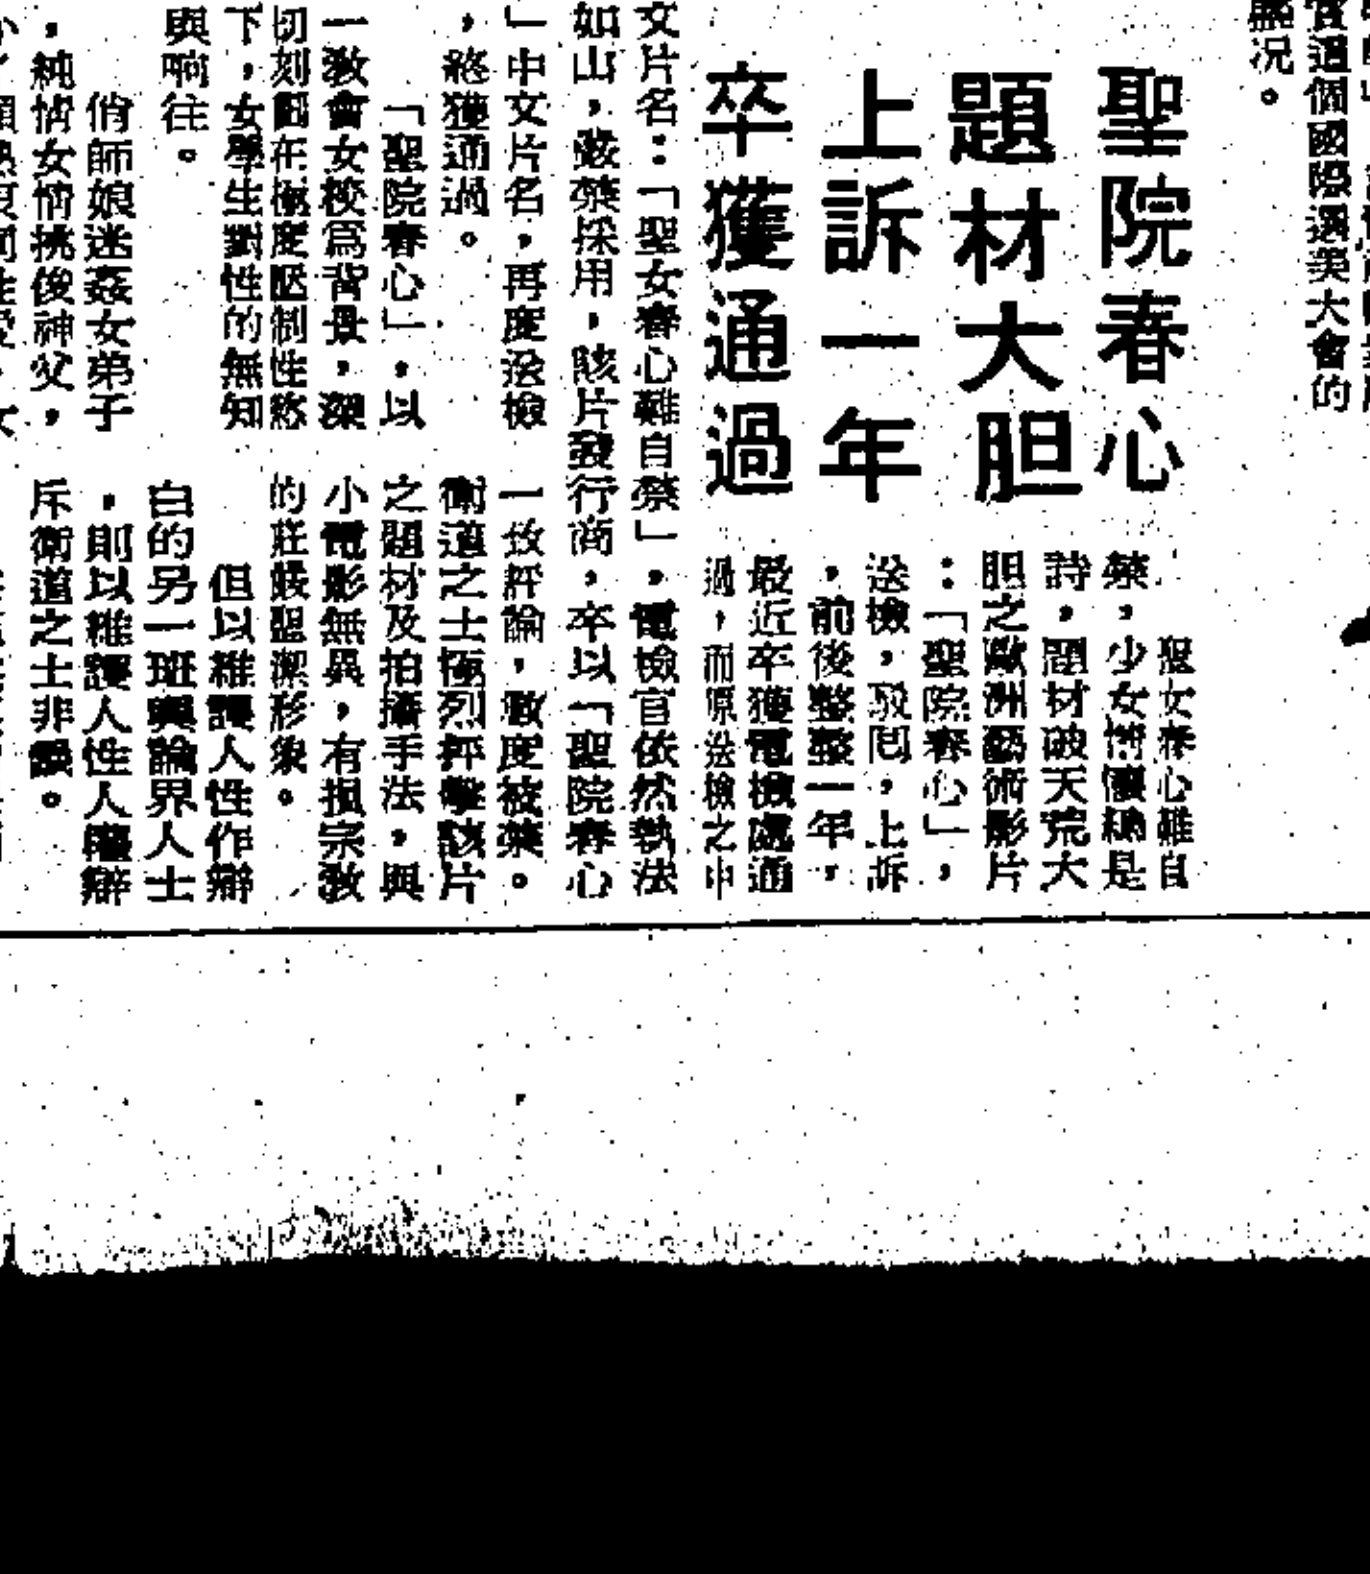 實這個國際選美大會的
盛況。
聖院春心
題材大胆
上訴一年
卒獲通過
聖女春心難自
禁,少女情懷總是
詩,題材破天荒大
胆之歐洲藝術影片
:「聖院春心」,
送檢,駁回,上訴
,前後整整一年,
最近卒獲電檢處通
過,而原送檢之中
文片名:「聖女春心難自禁」,電檢官依然執法
如山,嚴禁採用,該片發行商,卒以「聖院春心
」中文片名,再度送檢
,終獲通過。
「聖院春心」,以
一教會女校爲背景,深
切刻劃在極度壓制性慾
下,女學生對性的無知
與嚮往。
俏師娘迷姦女弟子
,純情女情挑俊神父,
一致評論,數度被禁。
衛道之士極烈抨擊該片
之題材及拍攝手法,與
小電影無異,有損宗教
的莊嚴聖潔形象。
但以維護人性作辯
白的另一班輿論界人士
,則以維護人性人權辯
斥衛道之士非議。